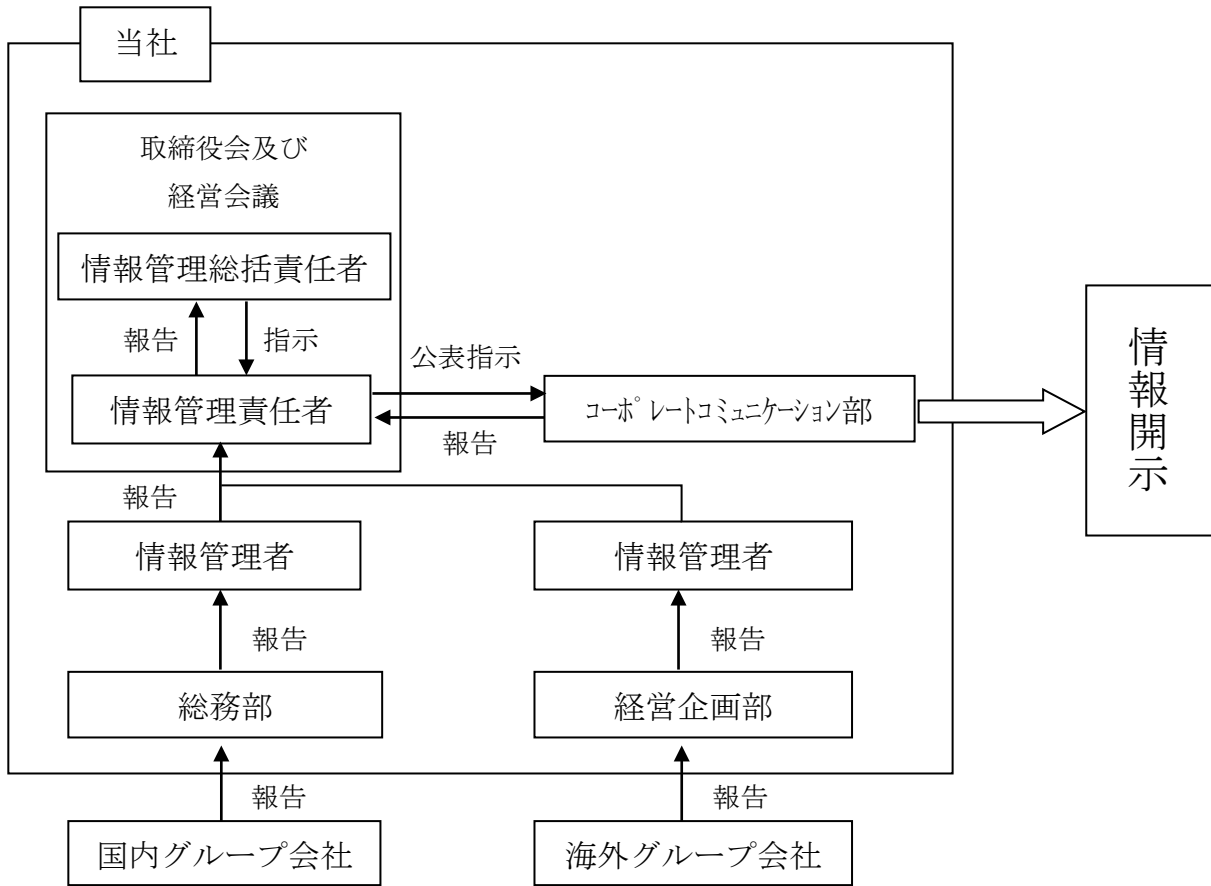 当社
取締役会及び
経営会議
情報管理総括責任者
報告
指示
情報管理責任者
公表指示
報告
コーポレートコミュニケーション部
情報開示
報告
情報管理者
情報管理者
報告
報告
総務部
経営企画部
報告
報告
国内グループ会社
海外グループ会社